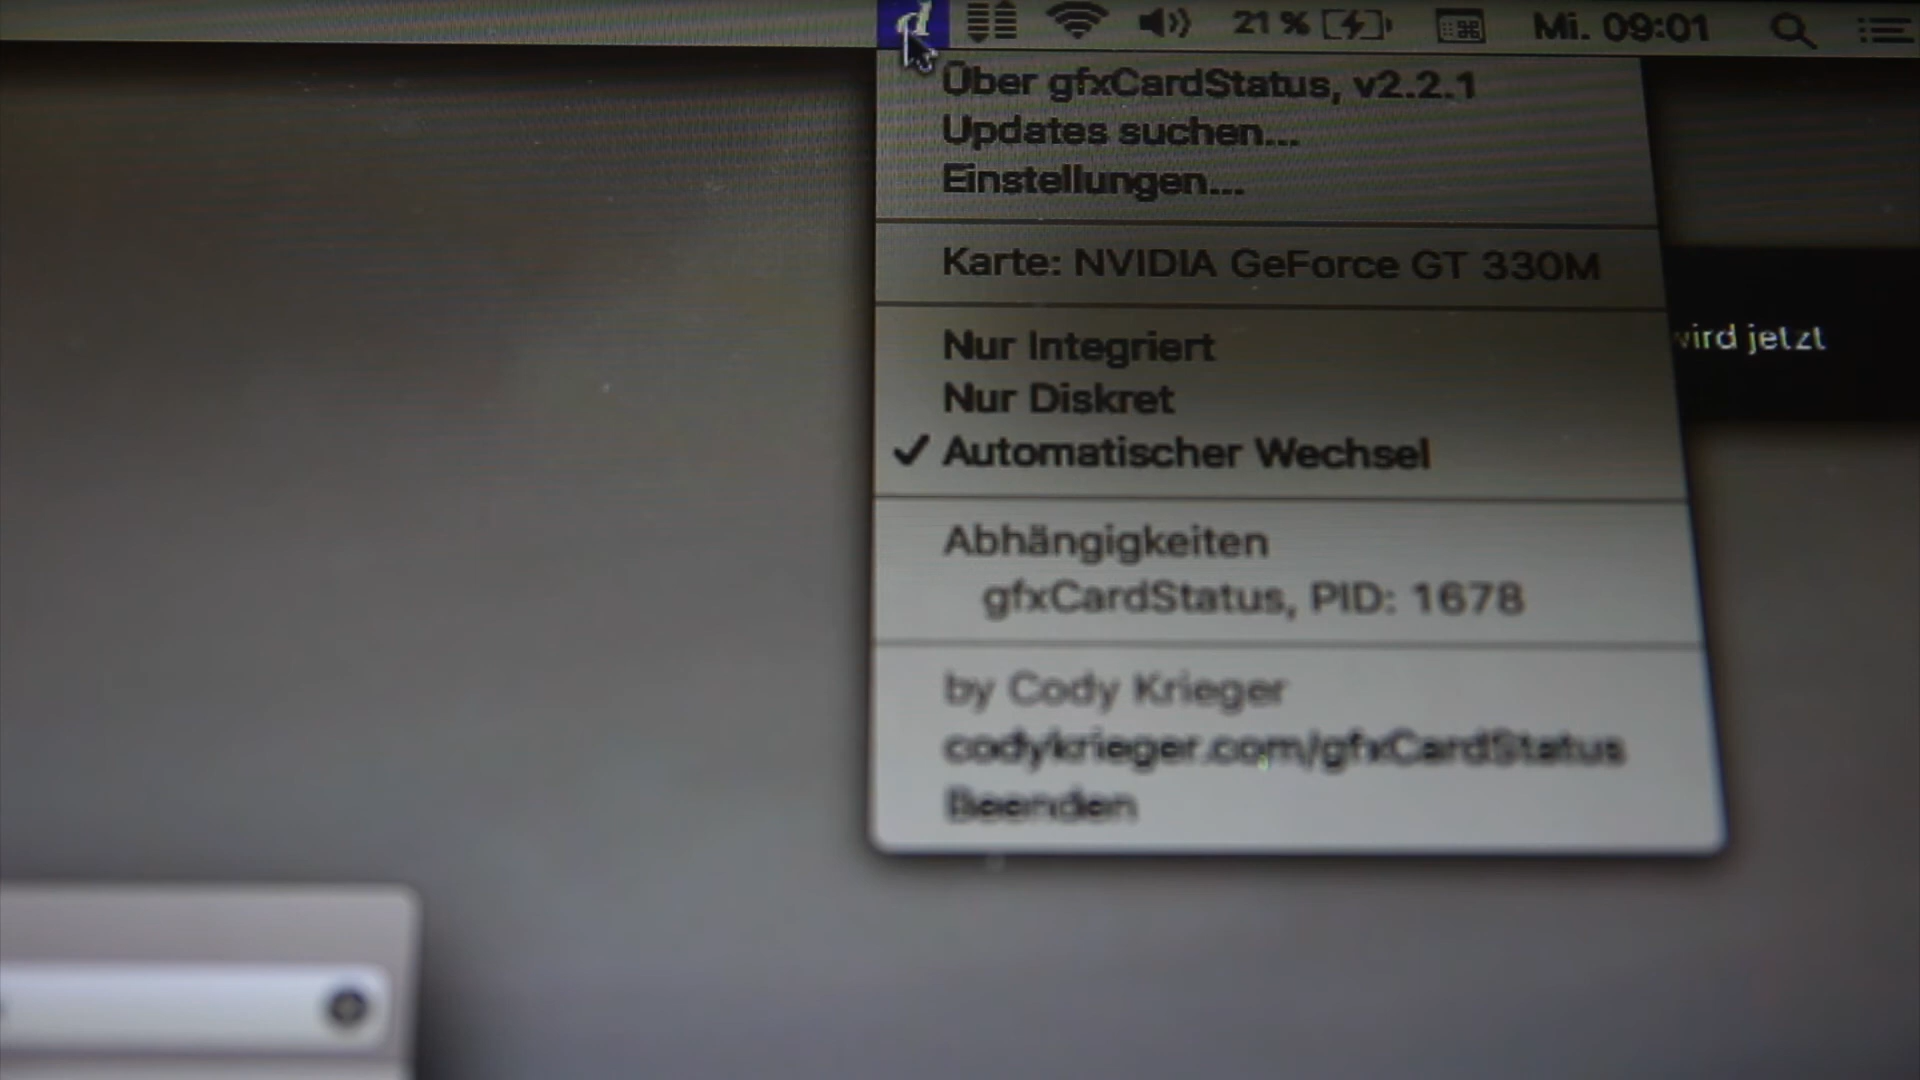 d 21 % Mi. 09:01
Über gfxCardStatus, v2.2.1
Updates suchen...
Einstellungen...
Karte: NVIDIA GeForce GT 330M
wird jetzt
Nur Integriert
Nur Diskret
✓ Automatischer Wechsel
Abhängigkeiten
gfxCardStatus, PID: 1678
by Cody Krieger
codykrieger.com/gfxCardStatus
Beenden